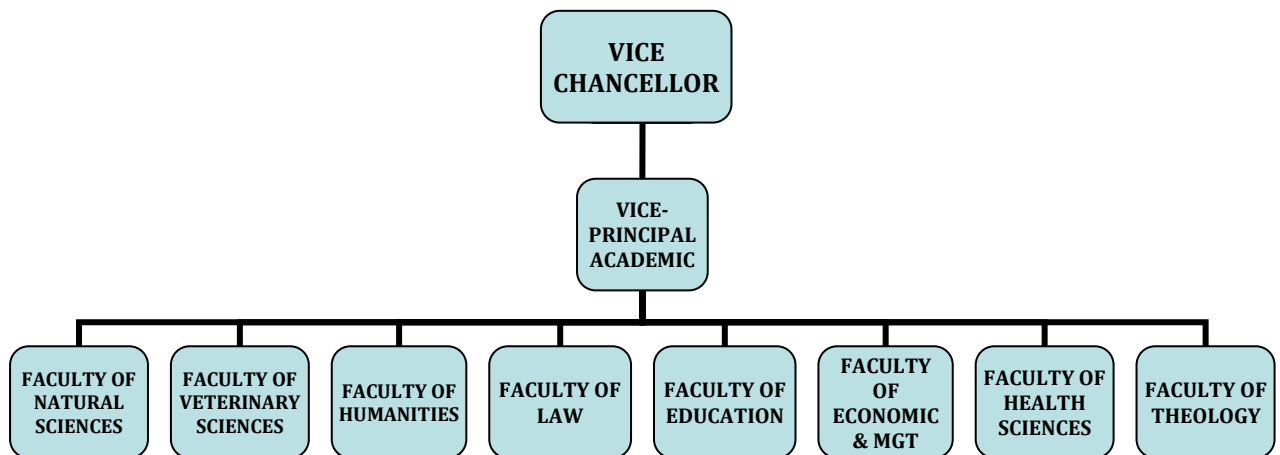 VICE
CHANCELLOR
VICE-
PRINCIPAL
ACADEMIC
FACULTY OF
NATURAL
SCIENCES
FACULTY OF
VETERINARY
SCIENCES
FACULTY OF
HUMANITIES
FACULTY OF
LAW
FACULTY OF
EDUCATION
FACULTY
OF
ECONOMIC
& MGT
FACULTY OF
HEALTH
SCIENCES
FACULTY OF
THEOLOGY